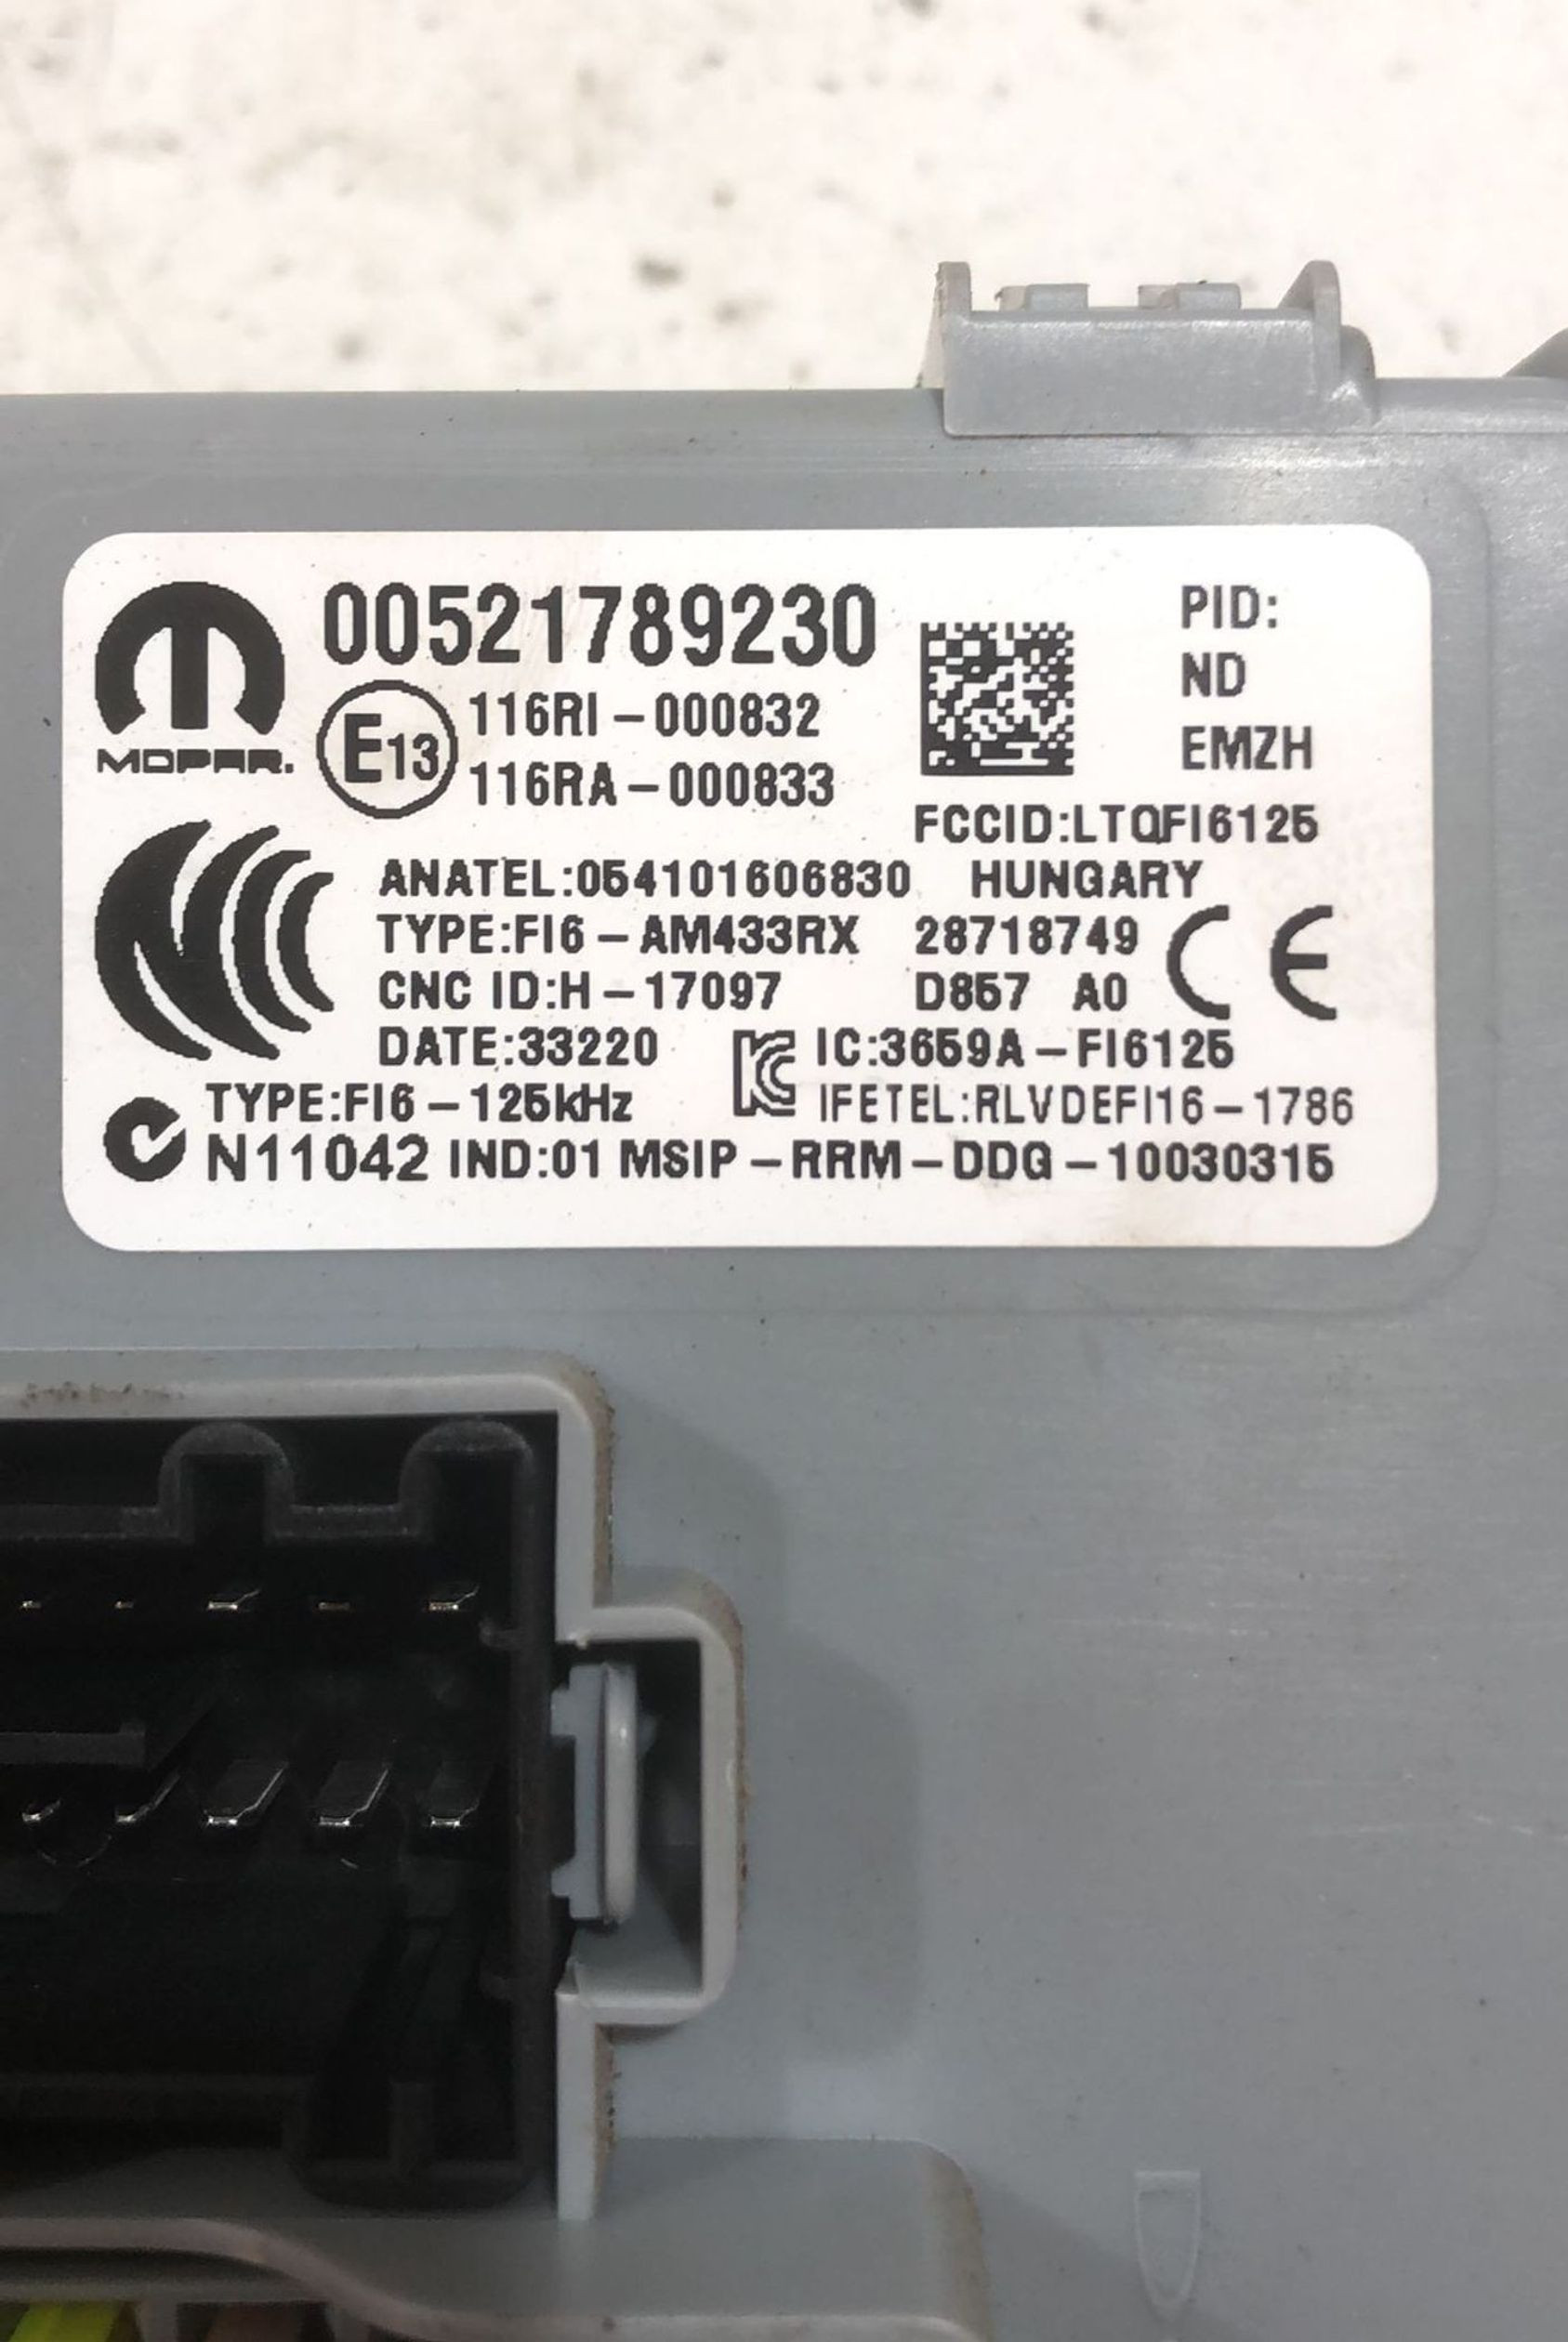 00521789230
MOPAR.
E13
116RI-000832
116RA-000833
PID:
ND
EMZH
FCCID:LTQFI6125
ANATEL:054101606830 HUNGARY
TYPE:FI6-AM433RX 28718749
CE
CNC ID:H-17097 D857 A0
DATE:33220 IC:3659A-FI6125
TYPE:FI6-125kHz IFETEL:RLVDEFI16-1786
N11042 IND:01 MSIP-RRM-DDG-10030315